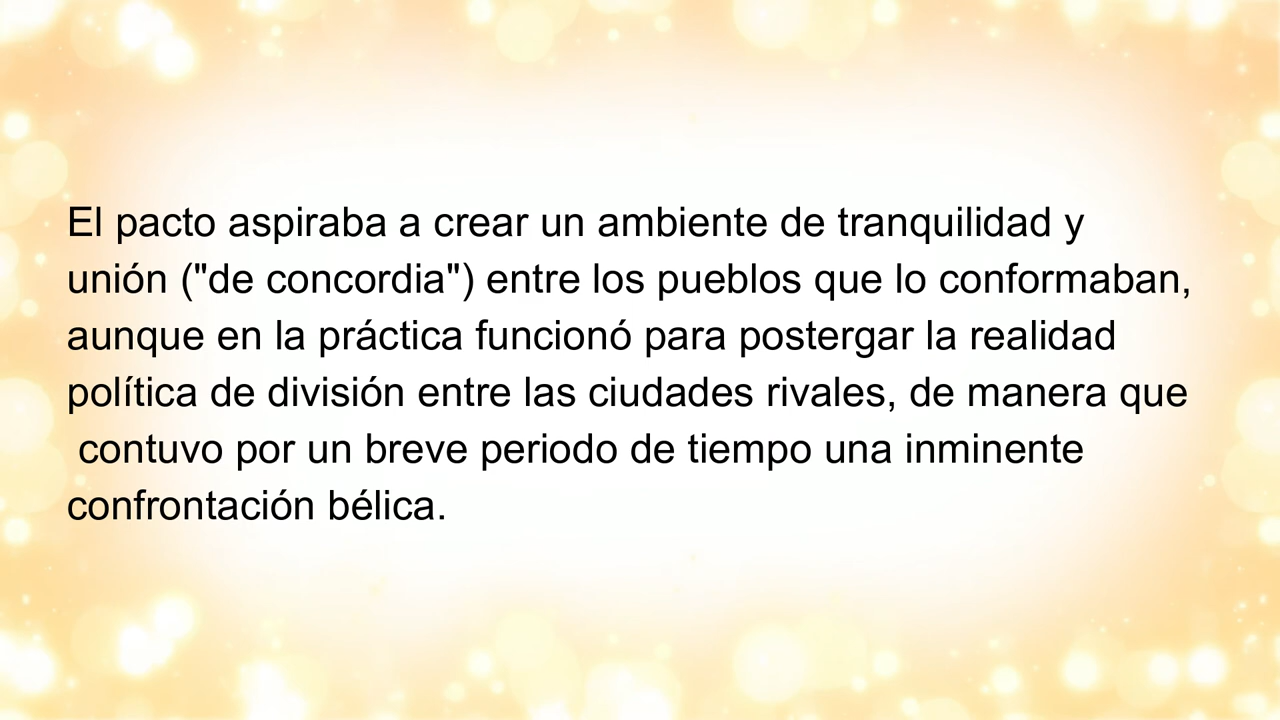 El pacto aspiraba a crear un ambiente de tranquilidad y
unión ("de concordia") entre los pueblos que lo conformaban,
aunque en la práctica funcionó para postergar la realidad
política de división entre las ciudades rivales, de manera que
contuvo por un breve periodo de tiempo una inminente
confrontación bélica.